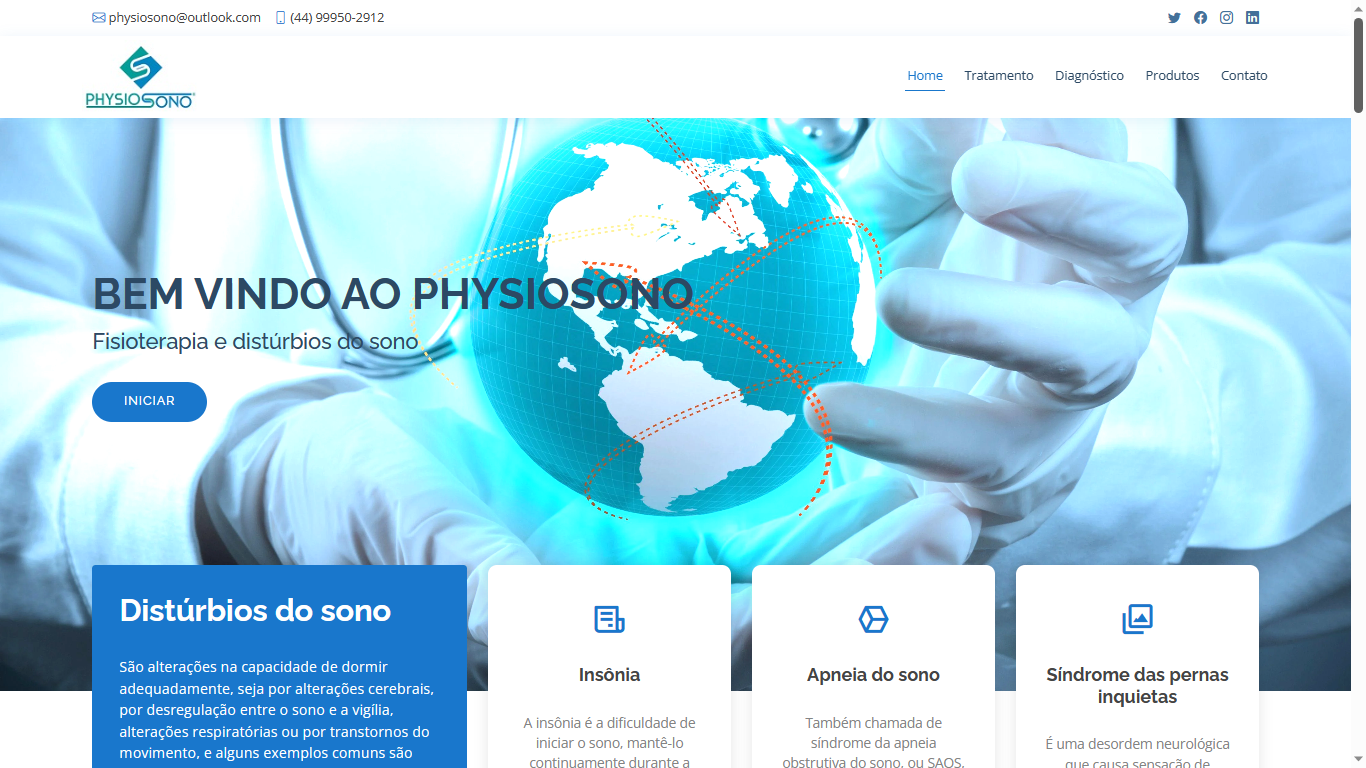 physiosono@outlook.com (44) 99950-2912
PHYSIOSONO
Home Tratamento Diagnóstico Produtos Contato
BEM VINDO AO PHYSIOSONO
Fisioterapia e distúrbios do sono
INICIAR
Distúrbios do sono
São alterações na capacidade de dormir
adequadamente, seja por alterações cerebrais,
por desregulação entre o sono e a vigília,
alterações respiratórias ou por transtornos do
movimento, e alguns exemplos comuns são
Insônia
A insônia é a dificuldade de
iniciar o sono, mantê-lo
continuamente durante a
Apneia do sono
Também chamada de
síndrome da apneia
obstrutiva do sono, ou SAOS,
Síndrome das pernas
inquietas
É uma desordem neurológica
que causa sensação de